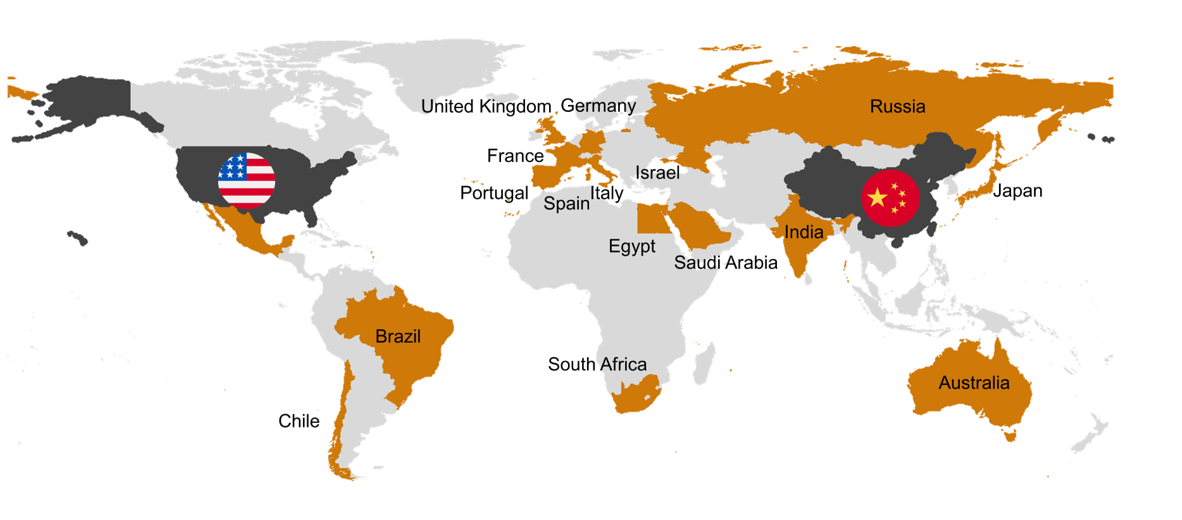 United Kingdom
Germany
Russia
France
Israel
Portugal
Spain
Italy
Japan
India
Egypt
Saudi Arabia
Brazil
South Africa
Australia
Chile